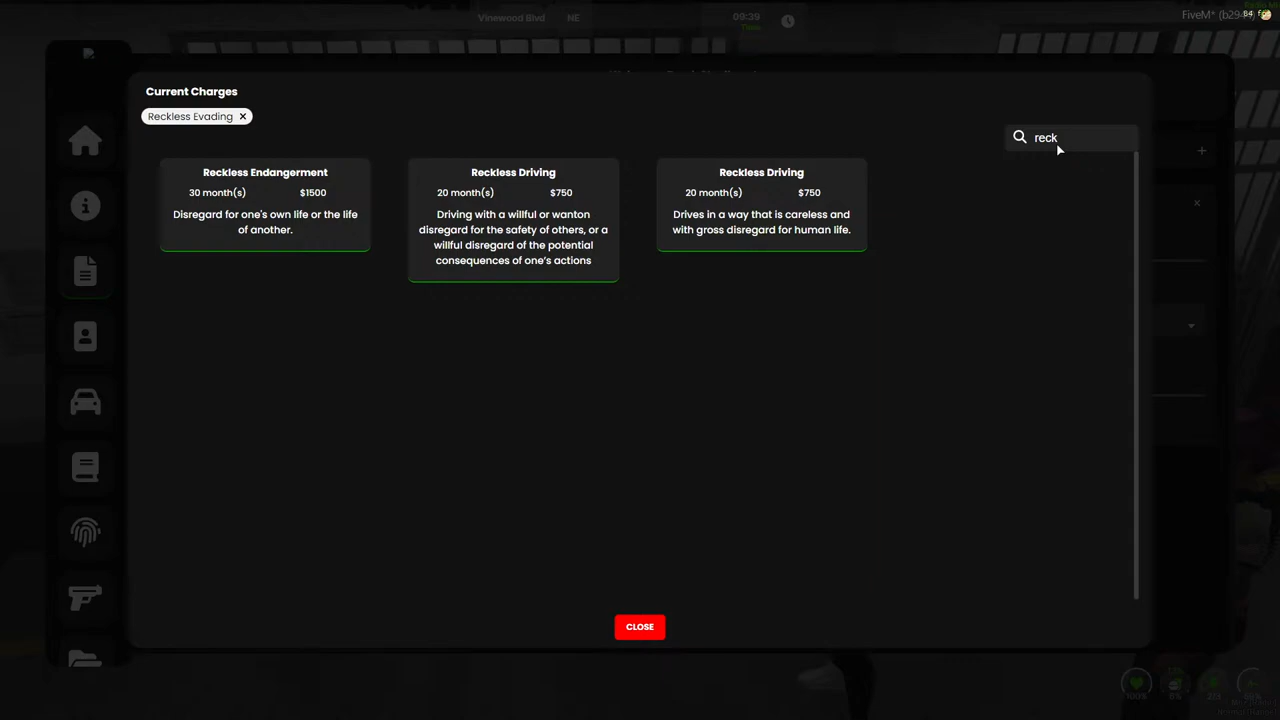 Vinewood Blvd
NE
09:39
Current Charges
Reckless Evading ×
reck
Reckless Endangerment
30 month(s) $1500
Disregard for one's own life or the life
of another.
Reckless Driving
20 month(s) $750
Driving with a willful or wanton
disregard for the safety of others, or a
willful disregard of the potential
consequences of one’s actions
Reckless Driving
20 month(s) $750
Drives in a way that is careless and
with gross disregard for human life.
CLOSE
100%
6%